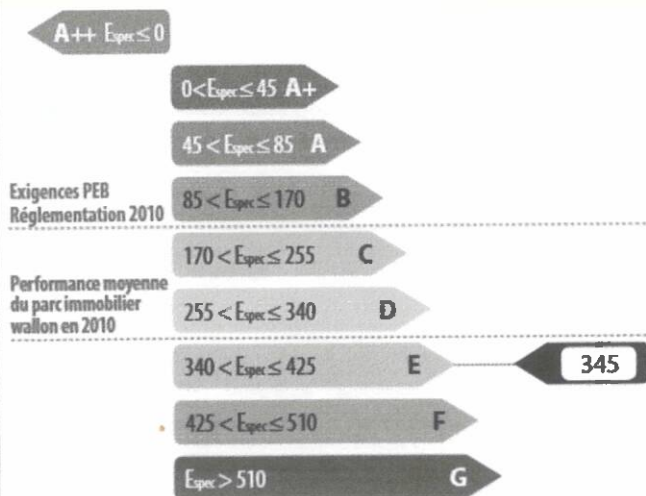 A++ Espec ≤ 0
0 < Espec ≤ 45 A+
45 < Espec ≤ 85 A
Exigences PEB
Réglementation 2010
85 < Espec ≤ 170 B
170 < Espec ≤ 255 C
Performance moyenne
du parc immobilier
wallon en 2010
255 < Espec ≤ 340 D
340 < Espec ≤ 425 E 345
425 < Espec ≤ 510 F
Espec > 510 G